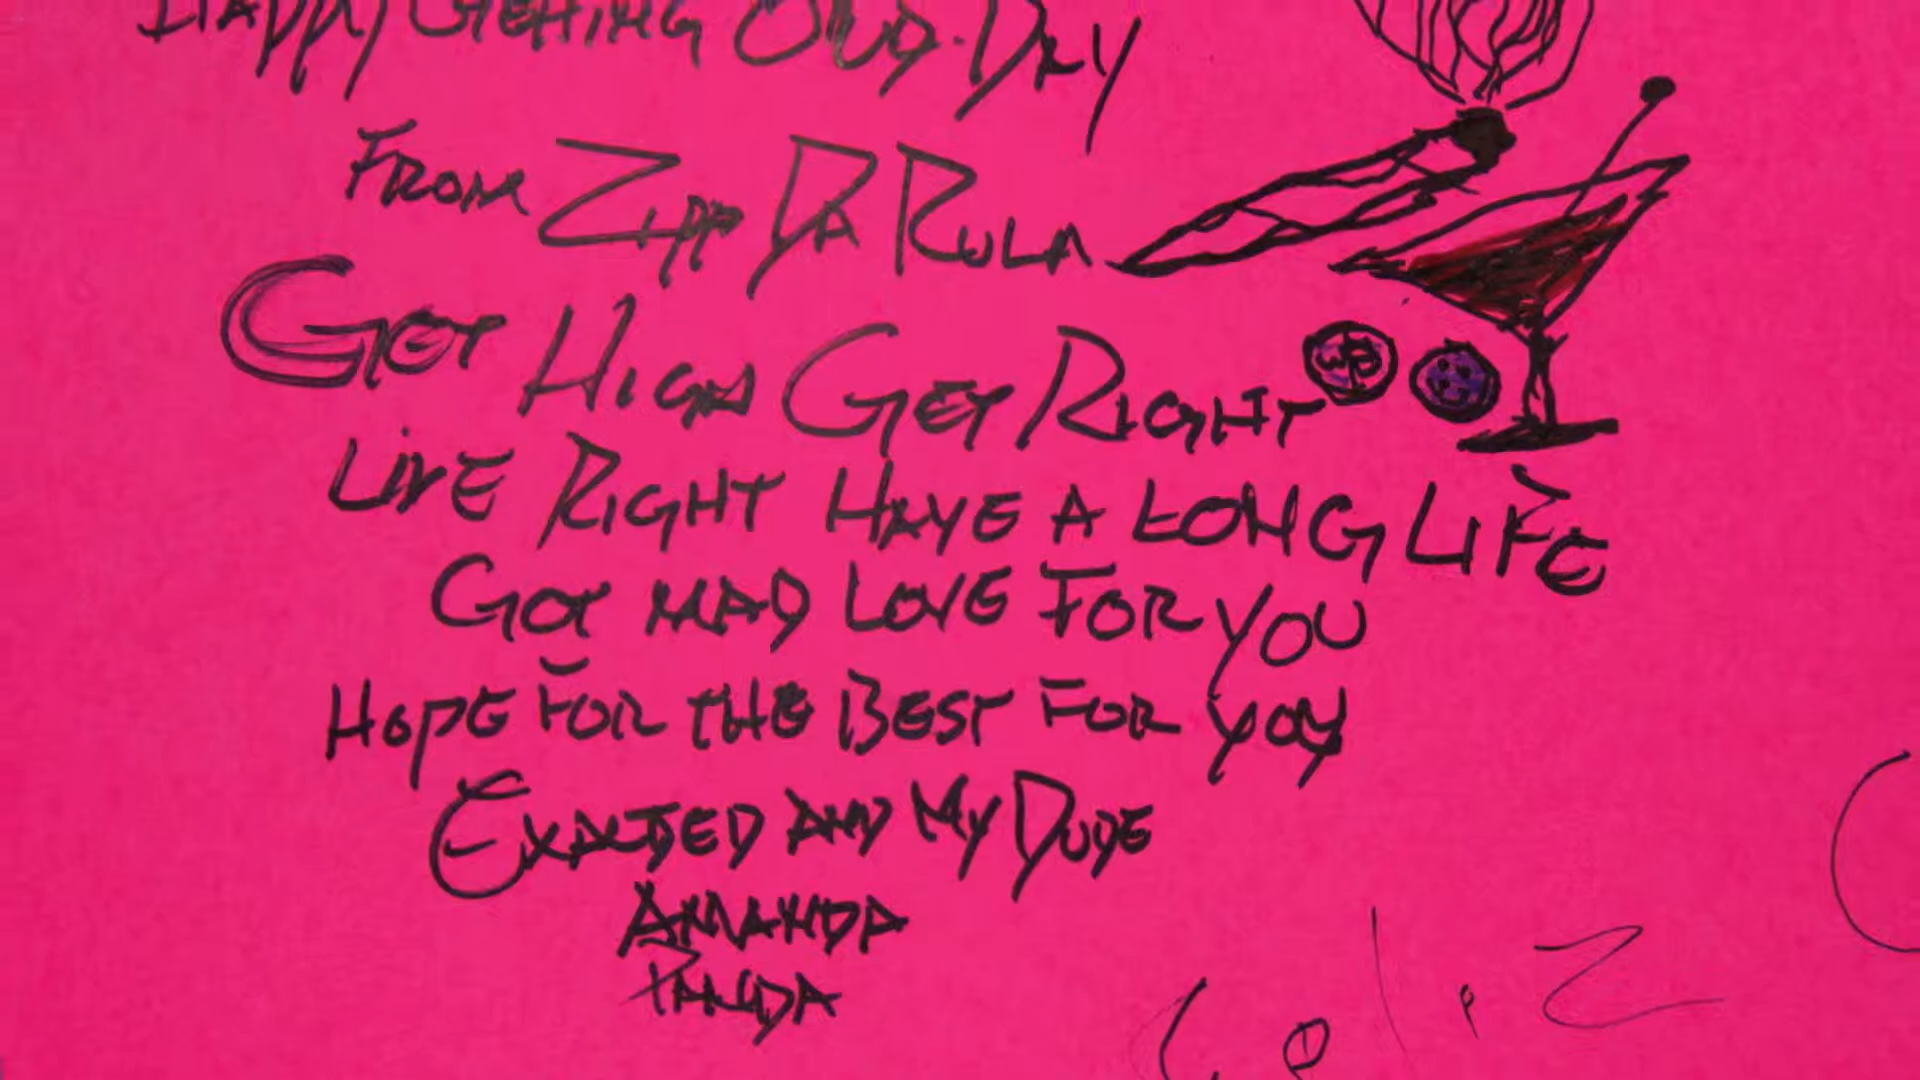 HAPPY GETTING OLD DAY
FROM ZIPP DA RULA
GET HIGH GET RIGHT
LIVE RIGHT HAVE A LONG LIFE
GOT MAD LOVE FOR YOU
HOPE FOR THE BEST FOR YOU
EXALTED AND MY DUDE
AMANDA
PANDA